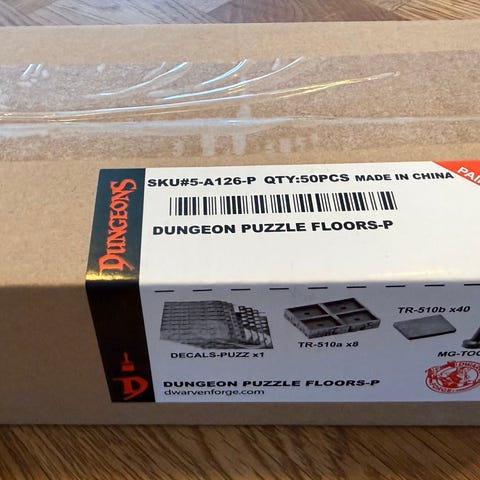 DUNGEONS
SKU#5-A126-P QTY:50PCS MADE IN CHINA
DUNGEON PUZZLE FLOORS-P
DECALS-PUZZ x1
TR-510a x8
TR-510b x40
DUNGEON PUZZLE FLOORS-P
dwarvenforge.com